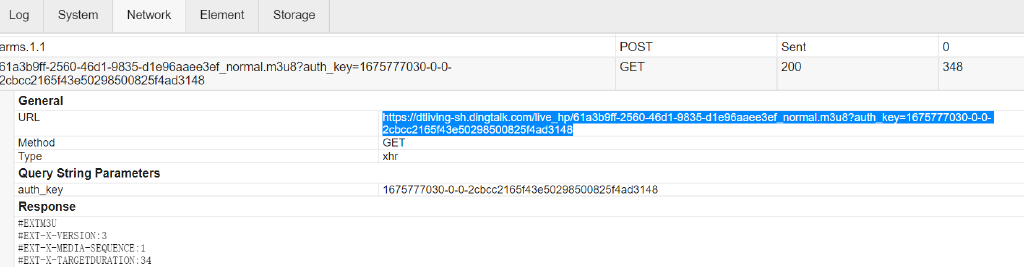 Log System Network Element Storage
arms.1.1 POST Sent 0
61a3b9ff-2560-46d1-9835-d1e96aaee3ef_normal.m3u8?auth_key=1675777030-0-0- GET 200 348
2cbcc2165f43e50298500825f4ad3148
General
URL https://dtliving-sh.dingtalk.com/live_hp/61a3b9ff-2560-46d1-9835-d1e96aaee3ef_normal.m3u8?auth_key=1675777030-0-0-
2cbcc2165f43e50298500825f4ad3148
Method GET
Type xhr
Query String Parameters
auth_key 1675777030-0-0-2cbcc2165f43e50298500825f4ad3148
Response
#EXTM3U
#EXT-X-VERSION:3
#EXT-X-MEDIA-SEQUENCE:1
#EXT-X-TARGETDURATION:34